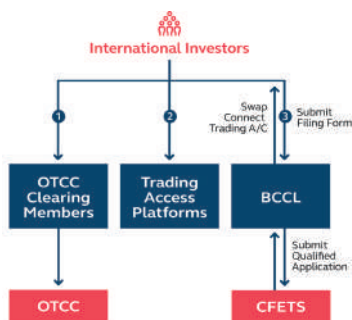 International Investors
Swap
Connect
Trading A/C
Submit
Filing Form
1
2
3
OTCC
Clearing
Members
Trading
Access
Platforms
BCCL
Submit
Qualified
Application
OTCC
CFETS